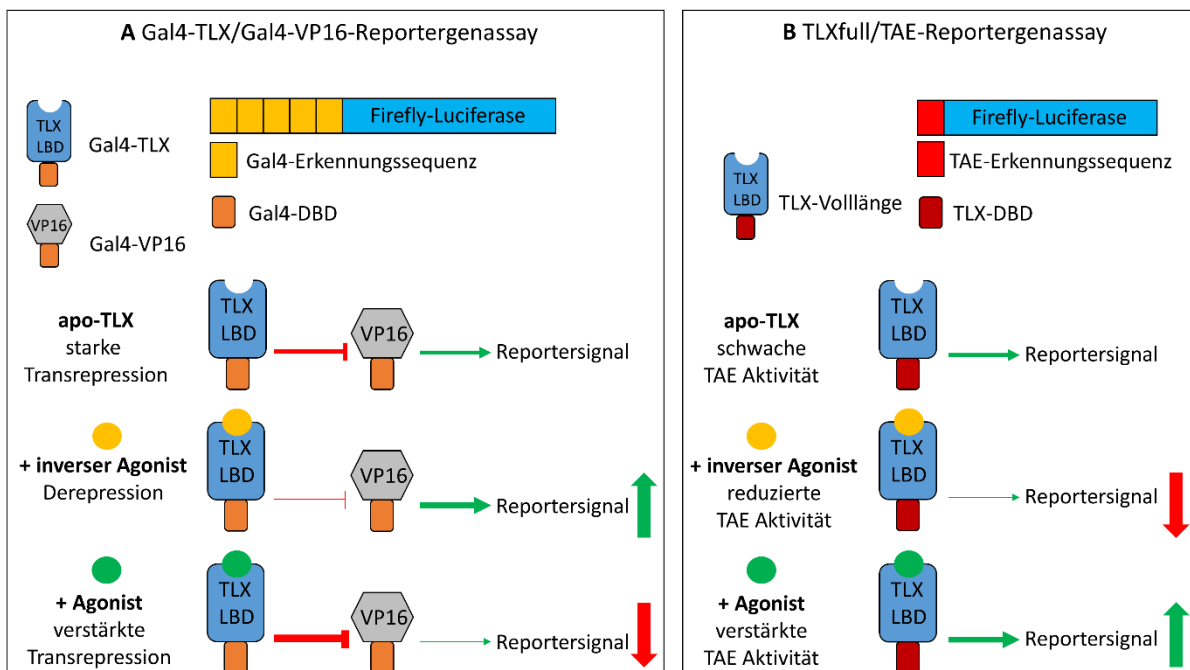 A Gal4-TLX/Gal4-VP16-Reportergenassay
TLX
LBD
Gal4-TLX
Firefly-Luciferase
Gal4-Erkennungssequenz
VP16
Gal4-VP16
Gal4-DBD
apo-TLX
starke
Transrepression
TLX
LBD
VP16
Reportersignal
+ inverser Agonist
Derepression
TLX
LBD
VP16
Reportersignal
+ Agonist
verstärkte
Transrepression
TLX
LBD
VP16
Reportersignal
B TLXfull/TAE-Reportergenassay
Firefly-Luciferase
TAE-Erkennungssequenz
TLX
LBD
TLX-Volllänge
TLX-DBD
apo-TLX
schwache
TAE Aktivität
TLX
LBD
Reportersignal
+ inverser Agonist
reduzierte
TAE Aktivität
TLX
LBD
Reportersignal
+ Agonist
verstärkte
TAE Aktivität
TLX
LBD
Reportersignal